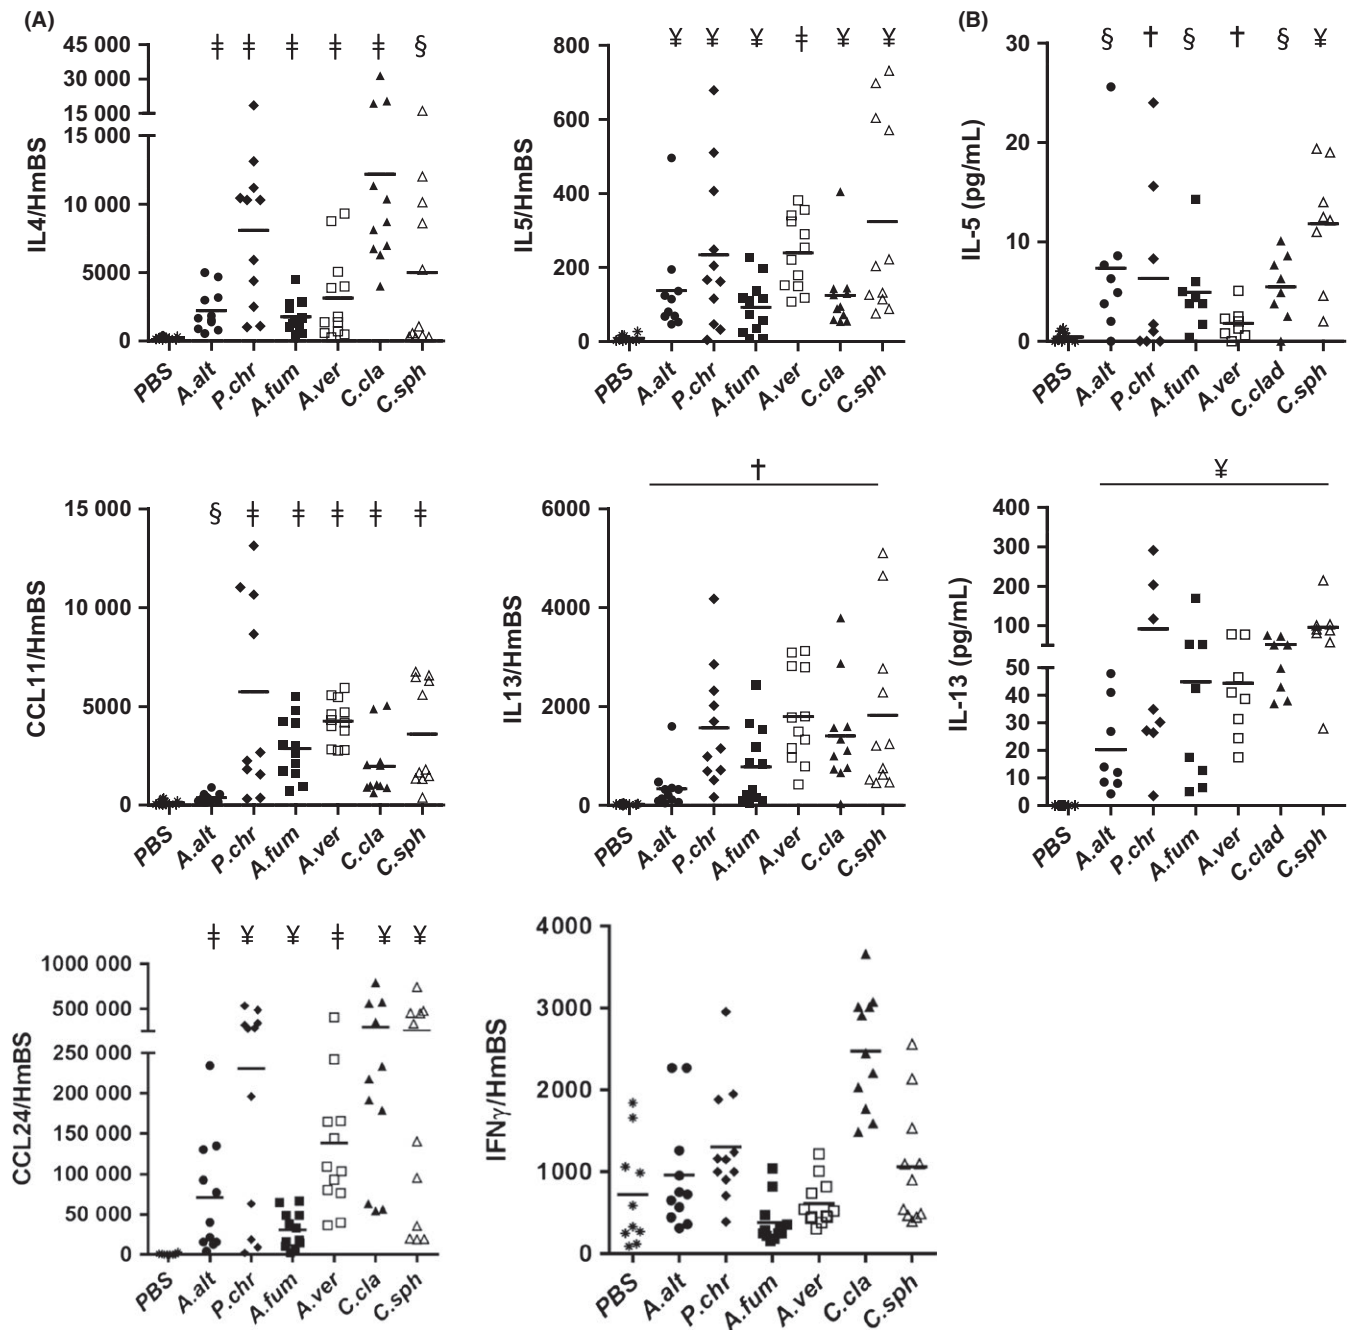 (A)
IL4/HmBS
45 000
30 000
15 000
15 000
10 000
5000
0
‡ ‡ ‡ ‡ ‡ §
PBS A.alt P.chr A.fum A.ver C.cla C.sph
IL5/HmBS
800
600
400
200
0
¥ ¥ ¥ ‡ ¥ ¥
PBS A.alt P.chr A.fum A.ver C.cla C.sph
(B)
IL-5 (pg/mL)
30
20
10
0
§ † § † § ¥
PBS A.alt P.chr A.fum A.ver C.clad C.sph
CCL11/HmBS
15 000
10 000
5000
0
§ ‡ ‡ ‡ ‡ ‡
PBS A.alt P.chr A.fum A.ver C.cla C.sph
IL13/HmBS
6000
4000
2000
0
†
PBS A.alt P.chr A.fum A.ver C.cla C.sph
IL-13 (pg/mL)
400
300
200
100
50
40
30
20
10
0
¥
PBS A.alt P.chr A.fum A.ver C.clad C.sph
CCL24/HmBS
1000 000
500 000
250 000
200 000
150 000
100 000
50 000
0
‡ ¥ ¥ ‡ ¥ ¥
PBS A.alt P.chr A.fum A.ver C.cla C.sph
IFNγ/HmBS
4000
3000
2000
1000
0
PBS A.alt P.chr A.fum A.ver C.cla C.sph